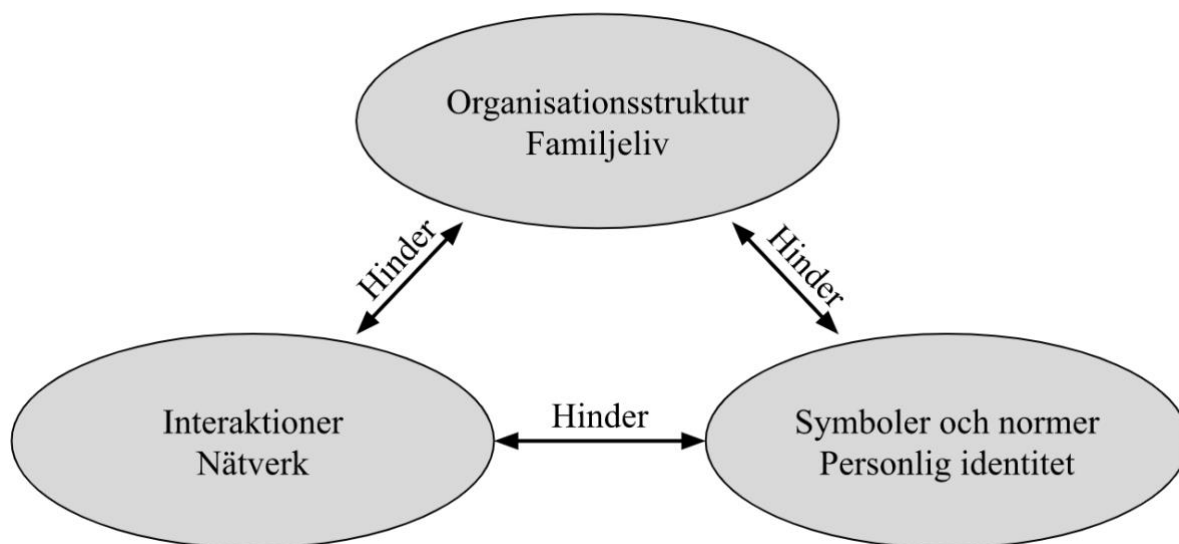 Organisationsstruktur
Familjeliv
Hinder
Hinder
Interaktioner
Nätverk
Hinder
Symboler och normer
Personlig identitet